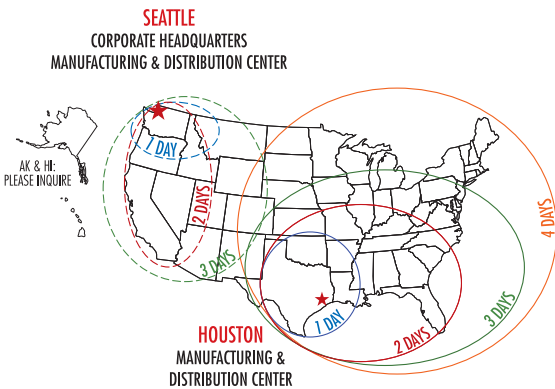 SEATTLE
CORPORATE HEADQUARTERS
MANUFACTURING & DISTRIBUTION CENTER
1 DAY
AK & HI:
PLEASE INQUIRE
2 DAYS
3 DAYS
4 DAYS
1 DAY
2 DAYS
3 DAYS
HOUSTON
MANUFACTURING &
DISTRIBUTION CENTER